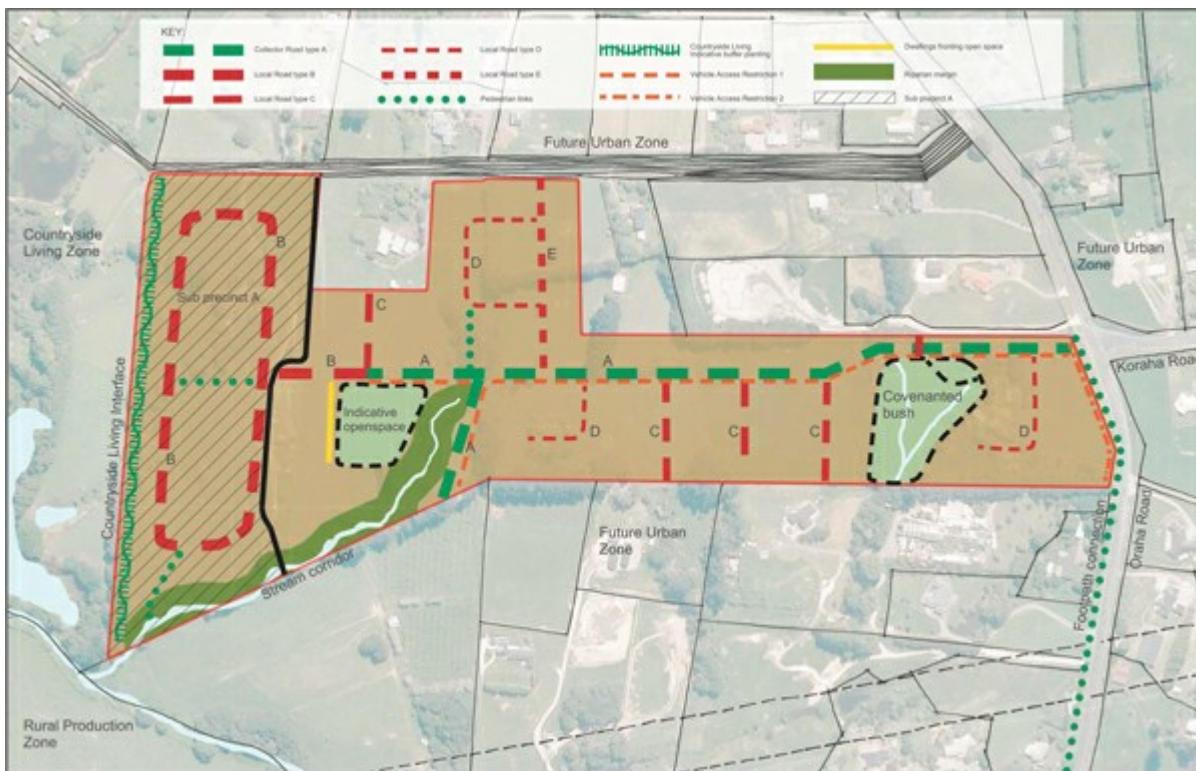 KEY:
Collector Road type A
Local Road type B
Local Road type C
Local Road type D
Local Road type E
Pedestrian links
Countryside Living
Indicative buffer planting
Vehicle Access Restriction 1
Vehicle Access Restriction 2
Dwellings fronting open space
Riparian margin
Sub precinct A
Future Urban Zone
Countryside
Living Zone
B
Sub precinct A
D
E
Future Urban
Zone
C
B
A
A
Koraha Road
Countryside Living Interface
Indicative
openspace
Covenanted
bush
B
A
D
C
C
C
D
Stream corridor
Future Urban
Zone
Footpath connection
Oraha Road
Rural Production
Zone